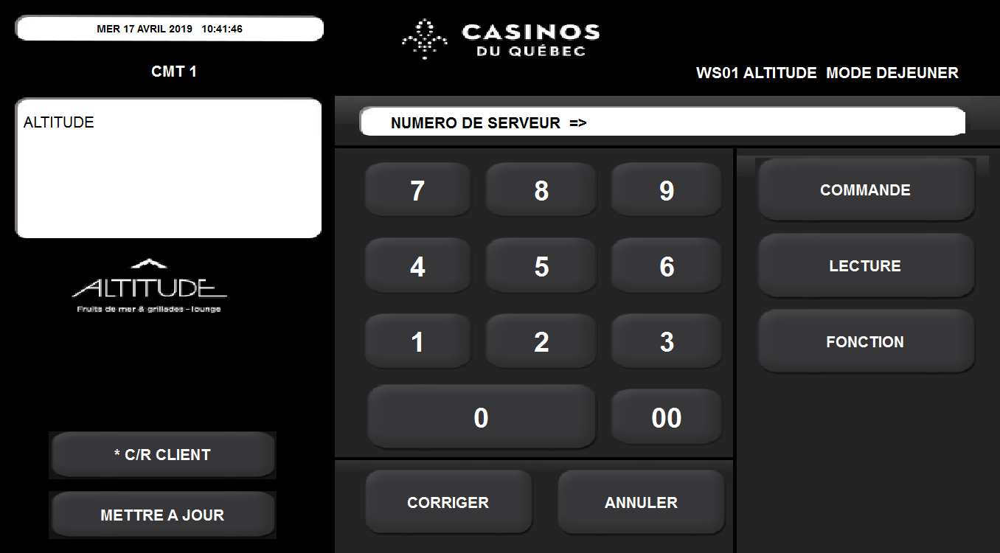 MER 17 AVRIL 2019 10:41:46
CASINOS
DU QUÉBEC
CMT 1
WS01 ALTITUDE MODE DEJEUNER
ALTITUDE
NUMERO DE SERVEUR =>
7 8 9
COMMANDE
4 5 6
LECTURE
ALTITUDE
Fruits de mer & grillades - lounge
1 2 3
FONCTION
0 00
* C/R CLIENT
METTRE A JOUR
CORRIGER
ANNULER